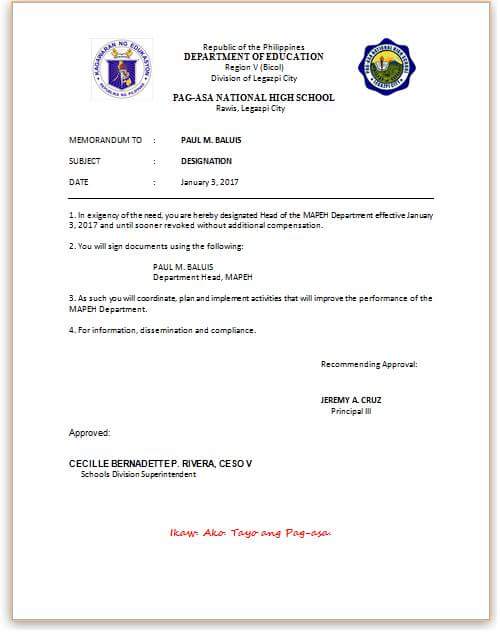 Republic of the Philippines
DEPARTMENT OF EDUCATION
Region V (Bicol)
Division of Legazpi City
PAG-ASA NATIONAL HIGH SCHOOL
Rawis, Legazpi City
KAGAWARAN NG EDUKASYON
REPUBLIKA NG PILIPINAS
PAG-ASA NATIONAL HIGH SCHOOL
LEGAZPI CITY
MEMORANDUM TO : PAUL M. BALUIS
SUBJECT : DESIGNATION
DATE : January 3, 2017
1. In exigency of the need, you are hereby designated Head of the MAPEH Department effective January
3, 2017 and until sooner revoked without additional compensation.
2. You will sign documents using the following:
PAUL M. BALUIS
Department Head, MAPEH
3. As such you will coordinate, plan and implement activities that will improve the performance of the
MAPEH Department.
4. For information, dissemination and compliance.
Recommending Approval:
JEREMY A. CRUZ
Principal III
Approved:
CECILLE BERNADETTE P. RIVERA, CESO V
Schools Division Superintendent
Ikaw. Ako. Tayo ang Pag-asa.